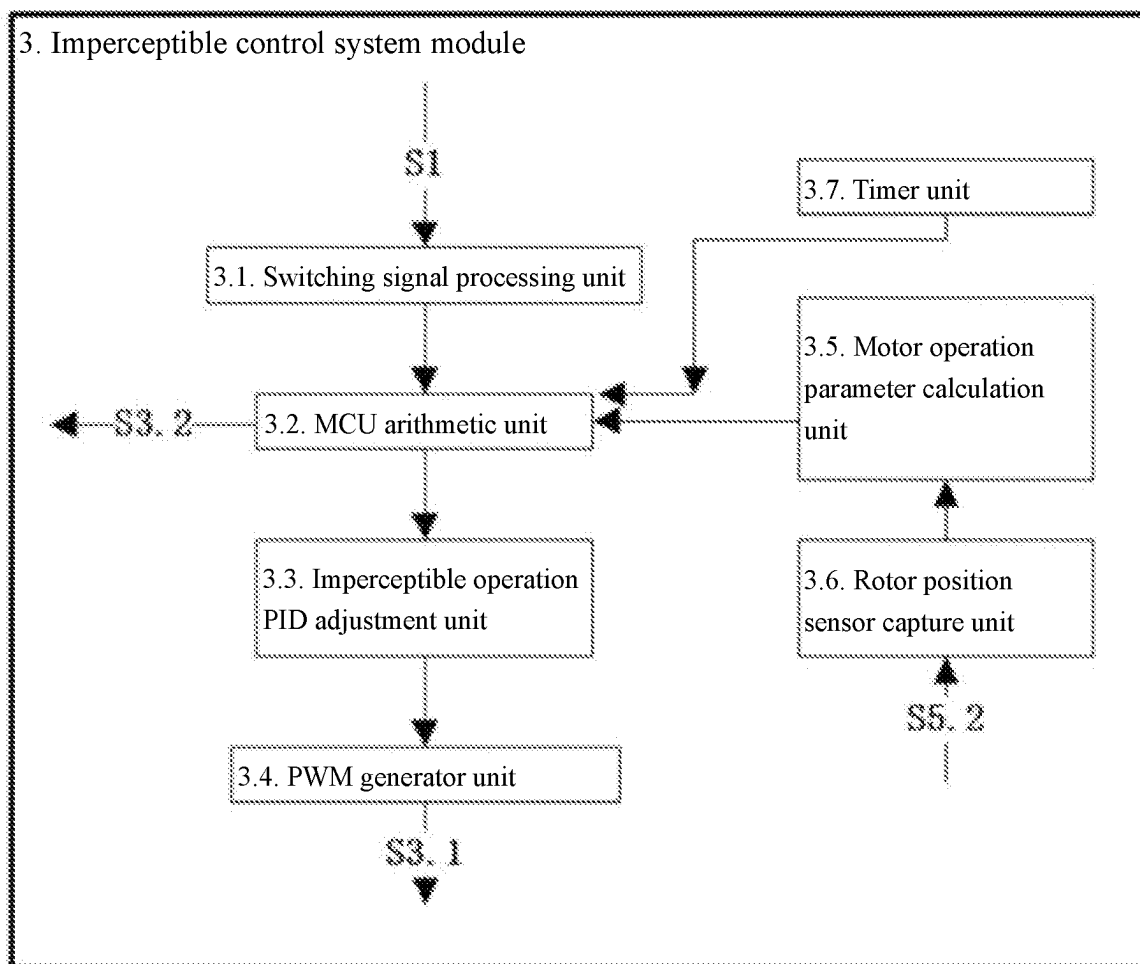 3. Imperceptible control system module
S1
3.7. Timer unit
3.1. Switching signal processing unit
3.5. Motor operation
parameter calculation
unit
S3. 2
3.2. MCU arithmetic unit
3.3. Imperceptible operation
PID adjustment unit
3.6. Rotor position
sensor capture unit
S5. 2
3.4. PWM generator unit
S3. 1